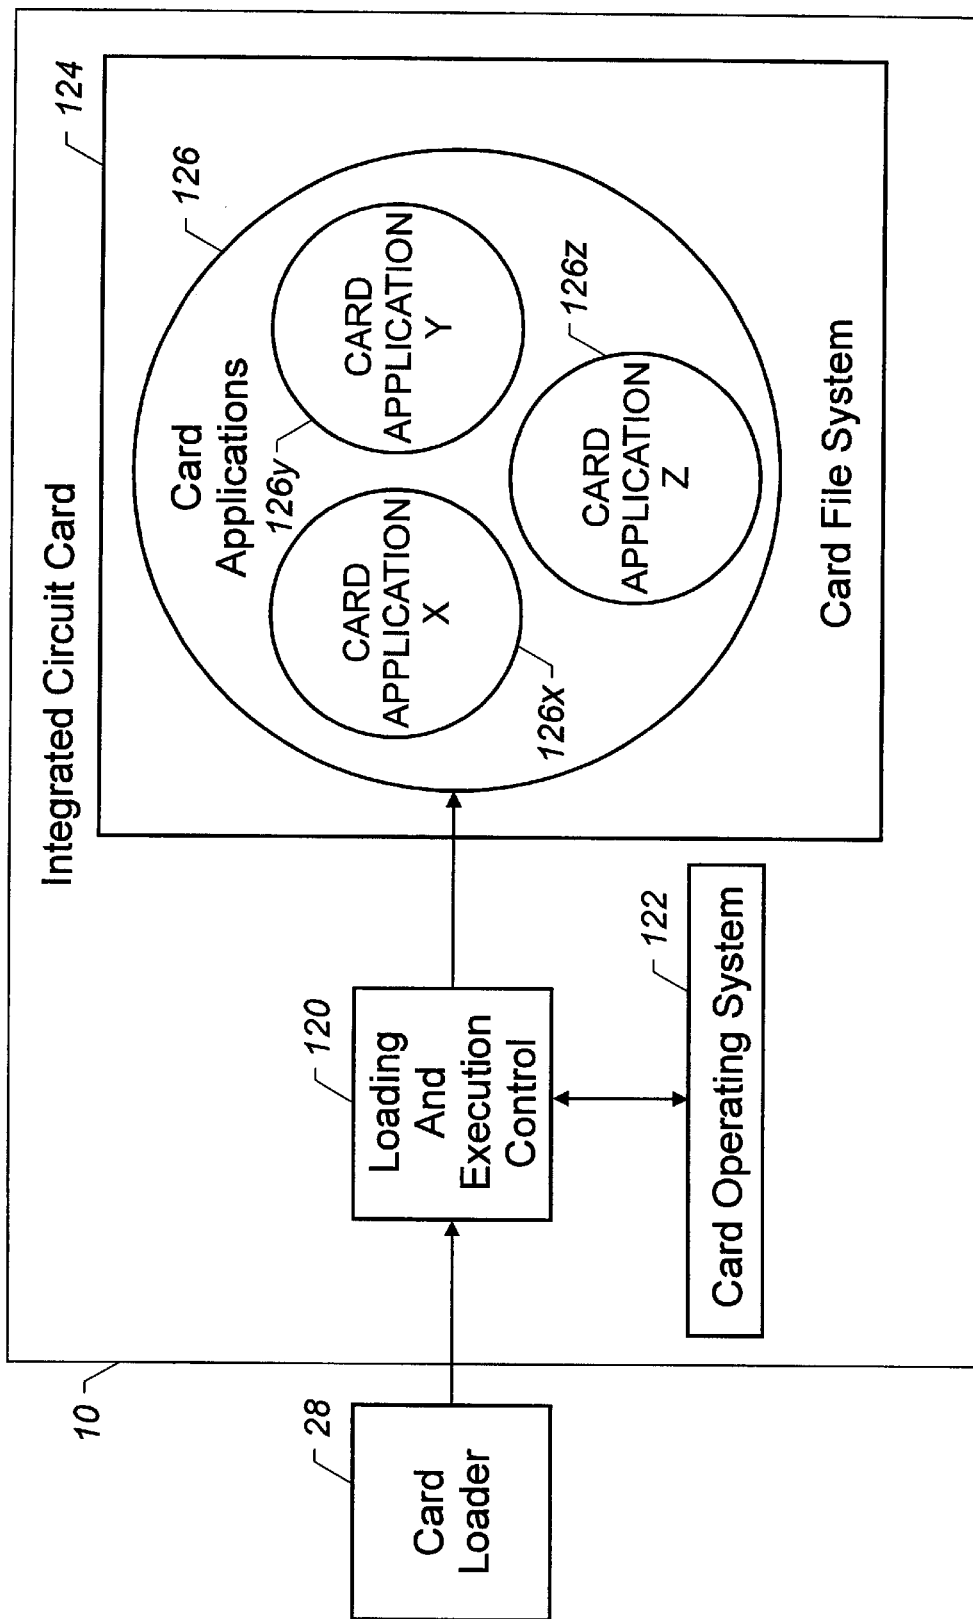 Integrated Circuit Card
10
124
Card
Applications
126
CARD
APPLICATION
X
126x
CARD
APPLICATION
Y
126y
CARD
APPLICATION
Z
126z
Card File System
Loading
And
Execution
Control
120
Card Operating System
122
Card
Loader
28